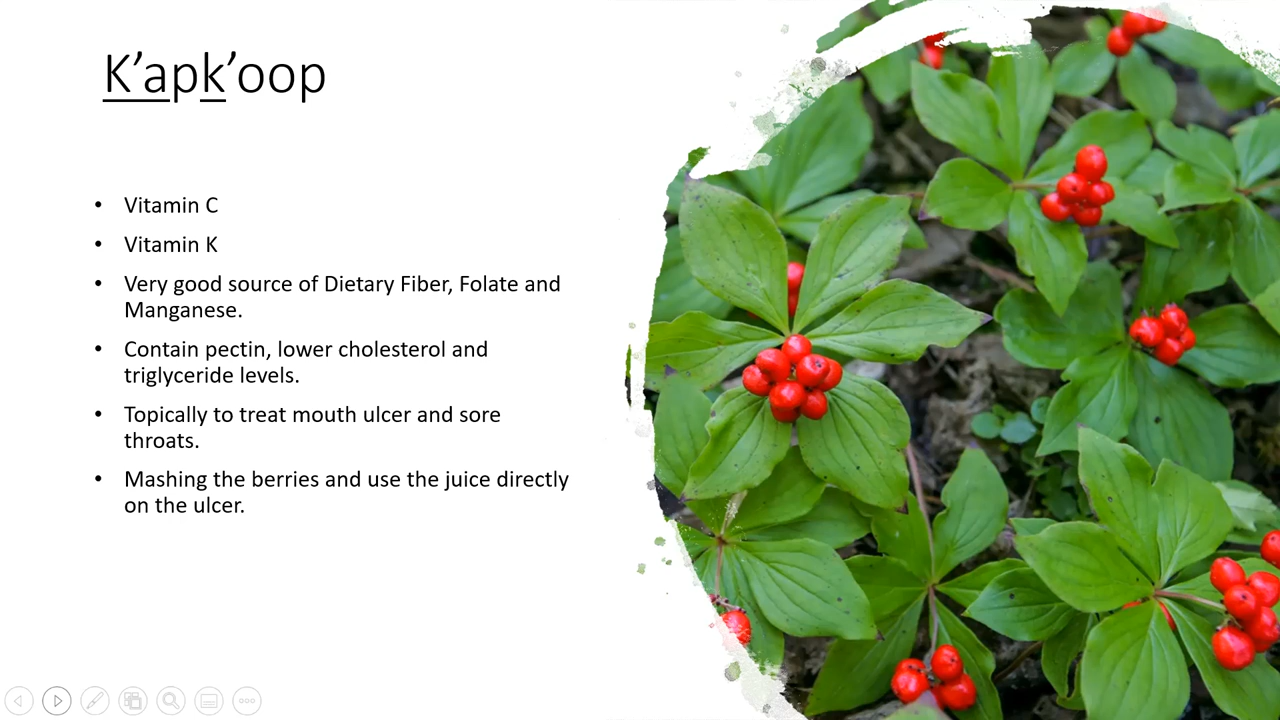 K̲’a̲pk̲’oop
• Vitamin C
• Vitamin K
• Very good source of Dietary Fiber, Folate and
Manganese.
• Contain pectin, lower cholesterol and
triglyceride levels.
• Topically to treat mouth ulcer and sore
throats.
• Mashing the berries and use the juice directly
on the ulcer.